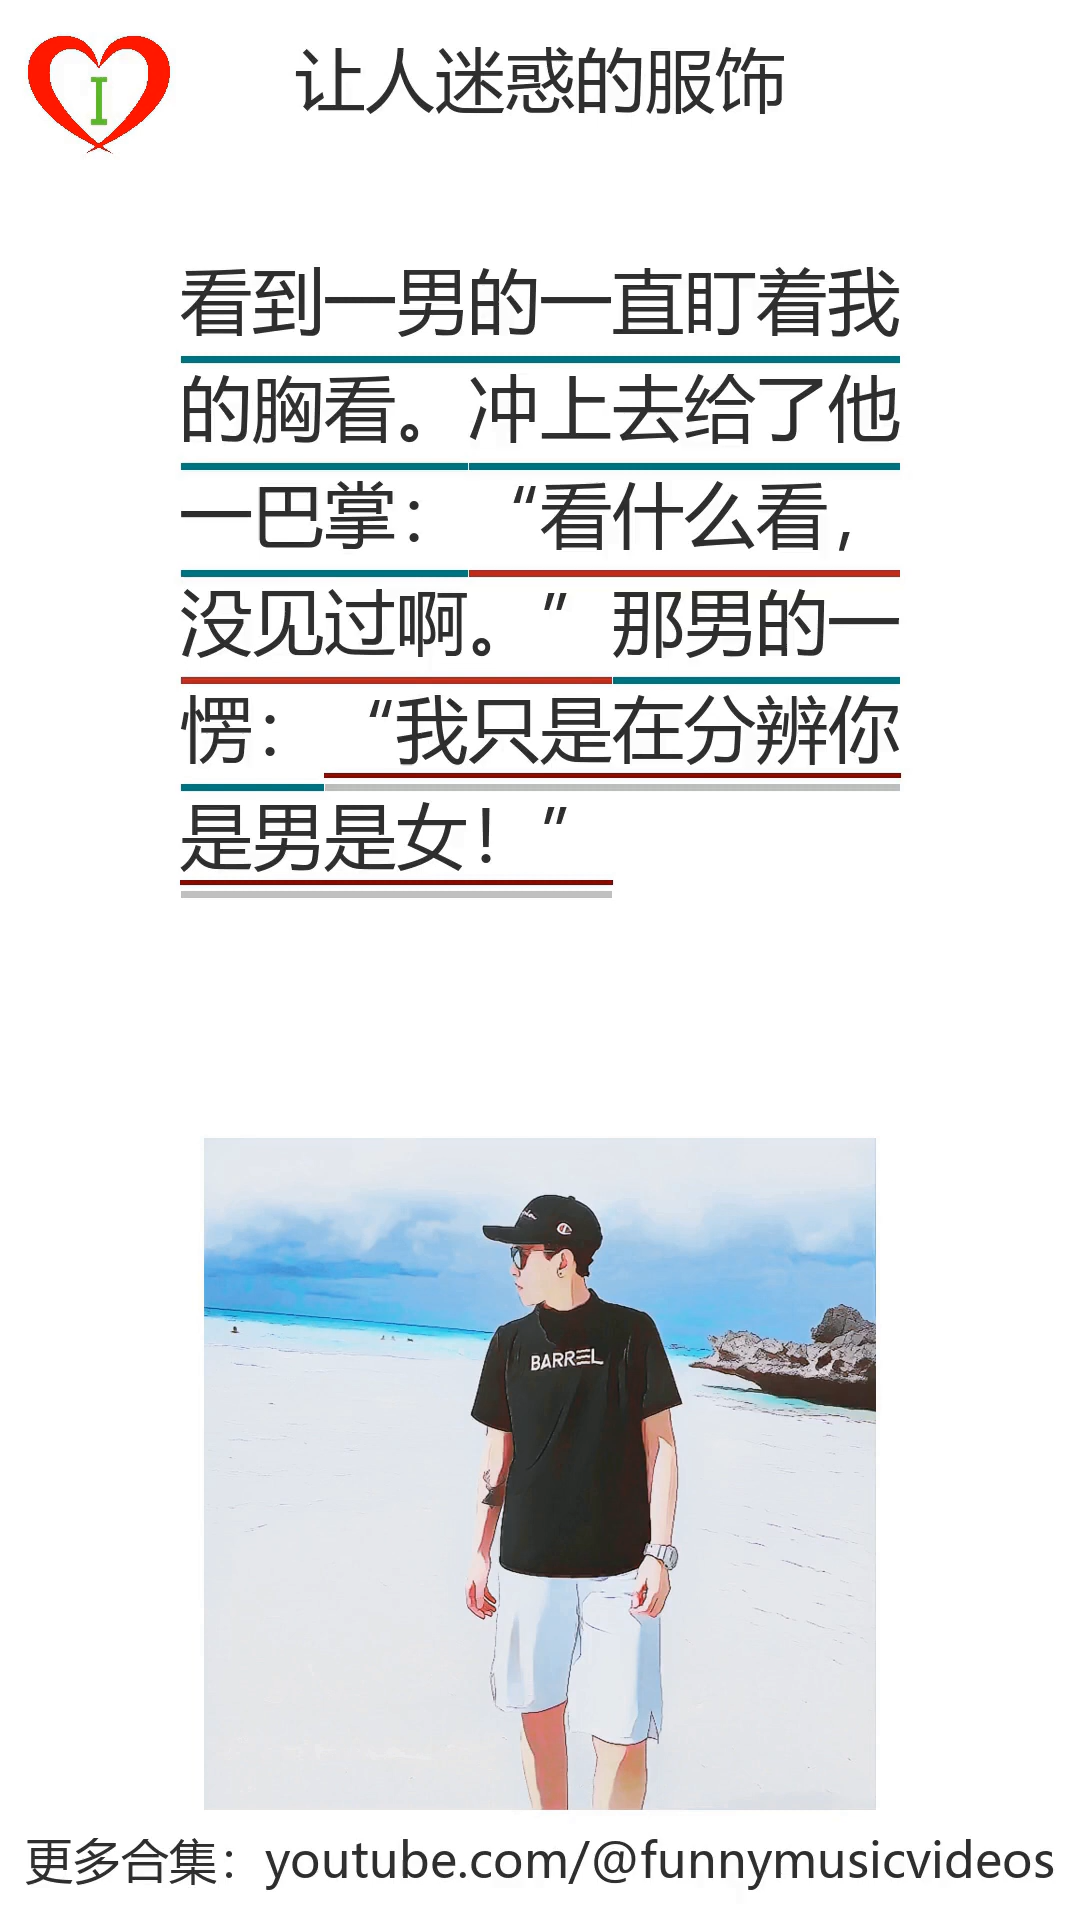 I
让人迷惑的服饰
看到一男的一直盯着我
的胸看。冲上去给了他
一巴掌：“看什么看，
没见过啊。”那男的一
愣：“我只是在分辨你
是男是女！”
BARREL
更多合集：youtube.com/@funnymusicvideos